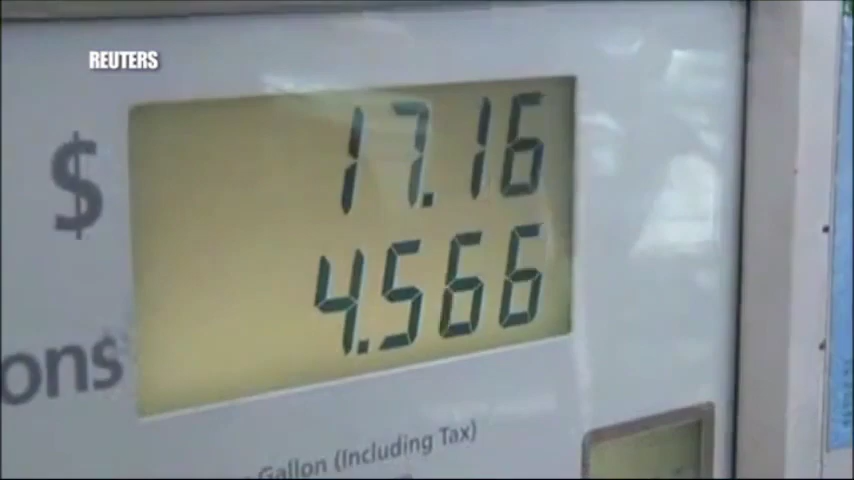 REUTERS
$ 17.16
4.566
ons
Gallon (Including Tax)